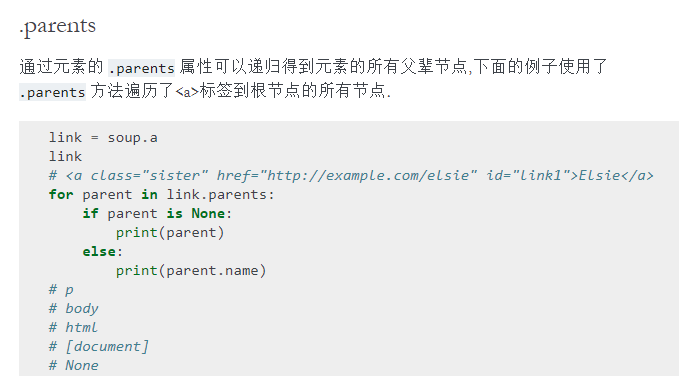 .parents
通过元素的 .parents 属性可以递归得到元素的所有父辈节点,下面的例子使用了
.parents 方法遍历了<a>标签到根节点的所有节点.
link = soup.a
link
# <a class="sister" href="http://example.com/elsie" id="link1">Elsie</a>
for parent in link.parents:
    if parent is None:
        print(parent)
    else:
        print(parent.name)
# p
# body
# html
# [document]
# None